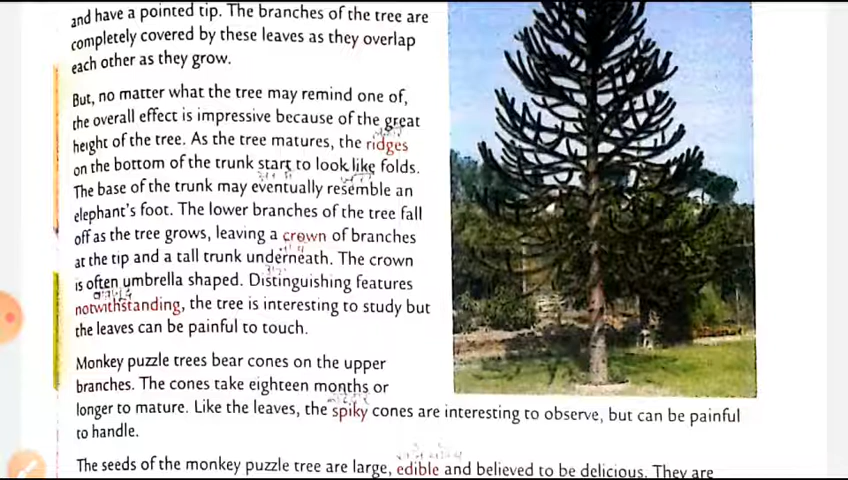 and have a pointed tip. The branches of the tree are
completely covered by these leaves as they overlap
each other as they grow.
But, no matter what the tree may remind one of,
the overall effect is impressive because of the great
height of the tree. As the tree matures, the ridges
on the bottom of the trunk start to look like folds.
The base of the trunk may eventually resemble an
elephant's foot. The lower branches of the tree fall
off as the tree grows, leaving a crown of branches
at the tip and a tall trunk underneath. The crown
is often umbrella shaped. Distinguishing features
notwithstanding, the tree is interesting to study but
the leaves can be painful to touch.
Monkey puzzle trees bear cones on the upper
branches. The cones take eighteen months or
longer to mature. Like the leaves, the spiky cones are interesting to observe, but can be painful
to handle.
The seeds of the monkey puzzle tree are large, edible and believed to be delicious. They are